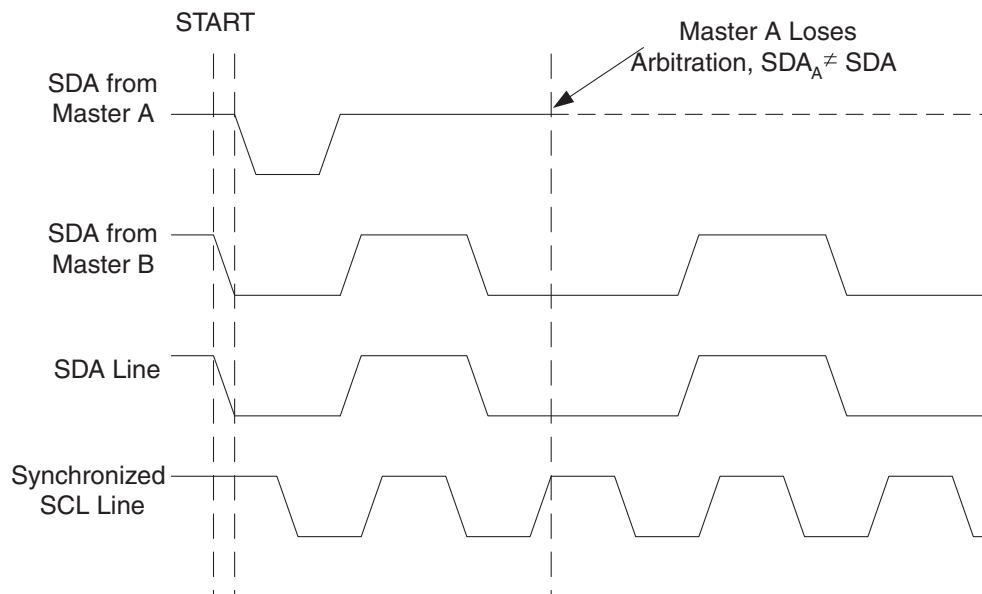 START
Master A Loses
Arbitration, SDA_A ≠ SDA
SDA from
Master A
SDA from
Master B
SDA Line
Synchronized
SCL Line